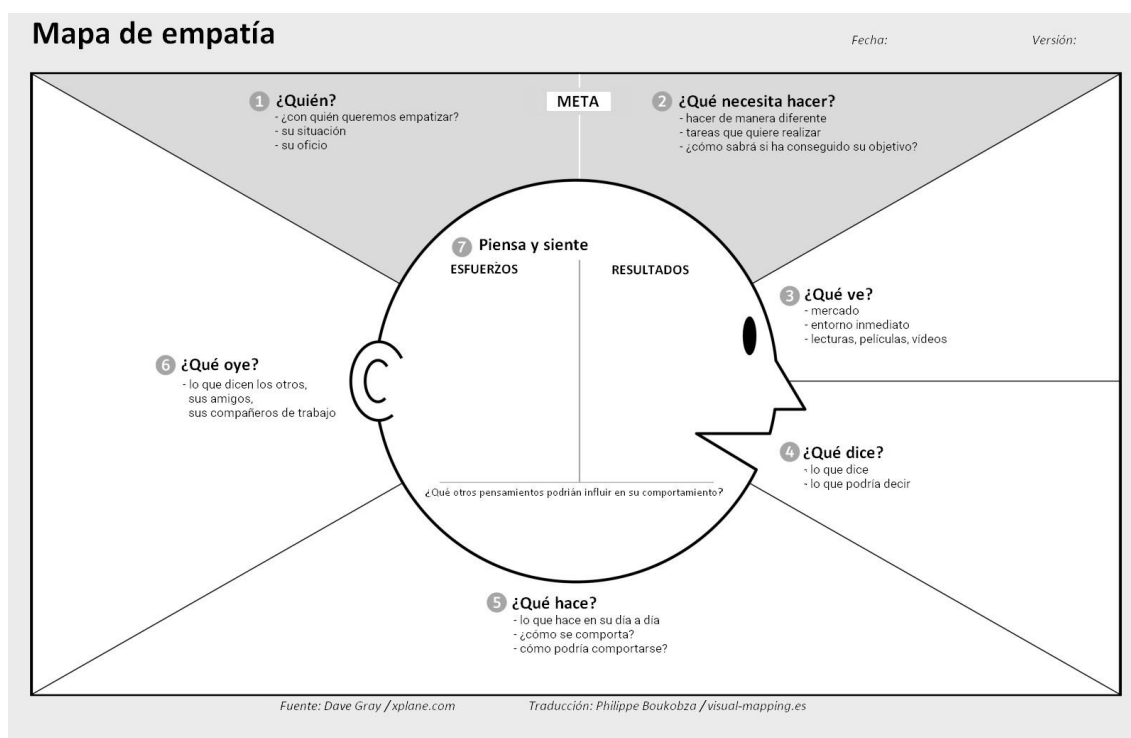 Mapa de empatía
Fecha:
Versión:
META
1 ¿Quién?
- ¿con quién queremos empatizar?
- su situación
- su oficio
2 ¿Qué necesita hacer?
- hacer de manera diferente
- tareas que quiere realizar
- ¿cómo sabrá si ha conseguido su objetivo?
7 Piensa y siente
ESFUERZOS
RESULTADOS
¿Qué otros pensamientos podrián influir en su comportamiento?
3 ¿Qué ve?
- mercado
- entorno inmediato
- lecturas, películas, vídeos
4 ¿Qué dice?
- lo que dice
- lo que podría decir
5 ¿Qué hace?
- lo que hace en su día a día
- ¿cómo se comporta?
- cómo podría comportarse?
6 ¿Qué oye?
- lo que dicen los otros,
sus amigos,
sus compañeros de trabajo
Fuente: Dave Gray / xplane.com
Traducción: Philippe Boukobza / visual-mapping.es